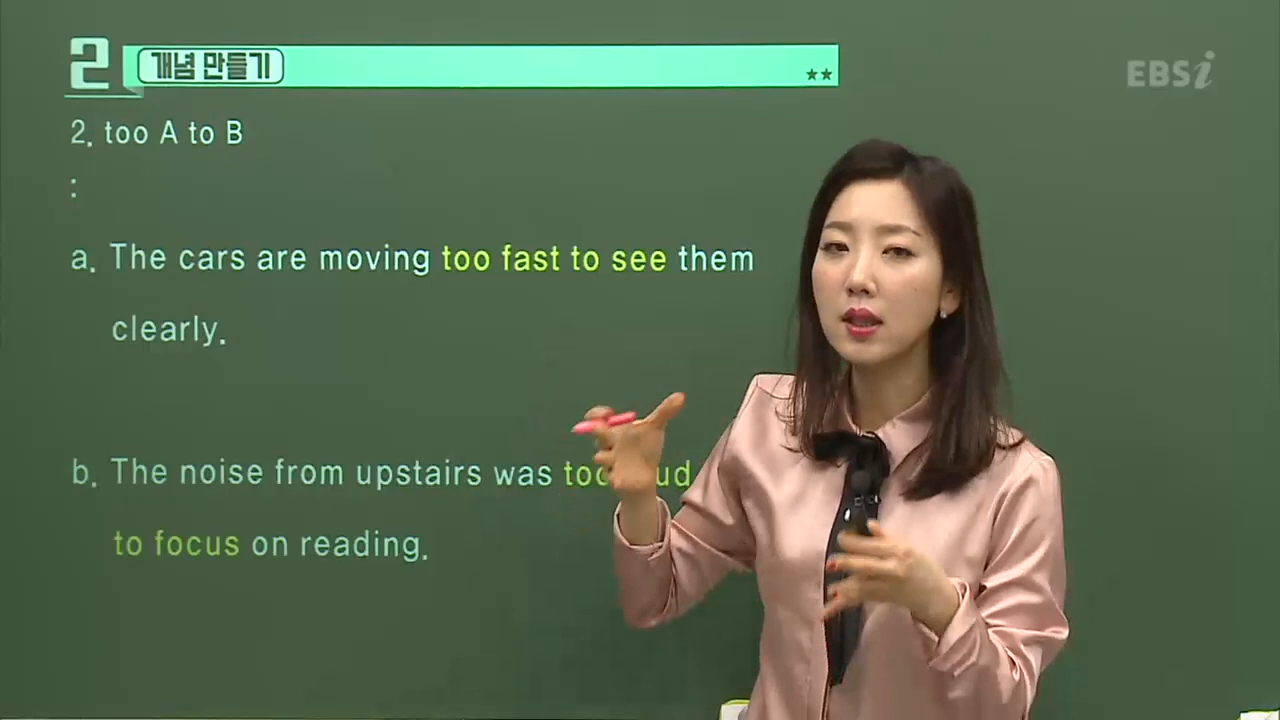 2 개념 만들기 ★★
EBSi
2. too A to B
:
a. The cars are moving too fast to see them
clearly.
b. The noise from upstairs was
to focus on reading.